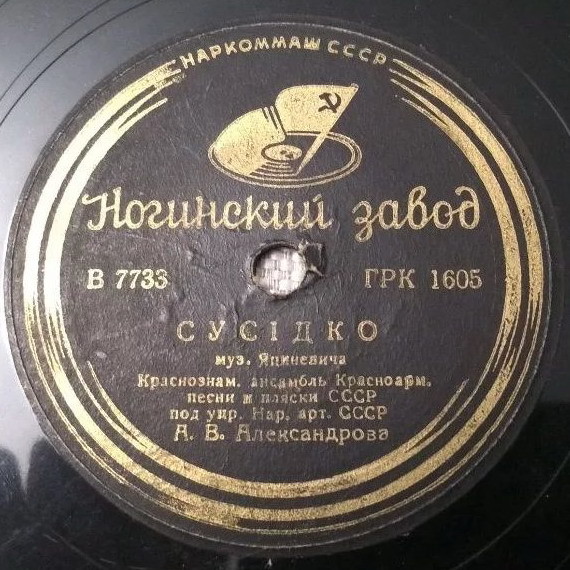 НАРКОММАШ СССР
Ногинский завод
В 7733
ГРК 1605
СУСІДКО
муз. Яциневича
Краснознам. ансамбль Красноарм.
песни и пляски СССР
под упр. Нар. арт. СССР
А. В. Александрова